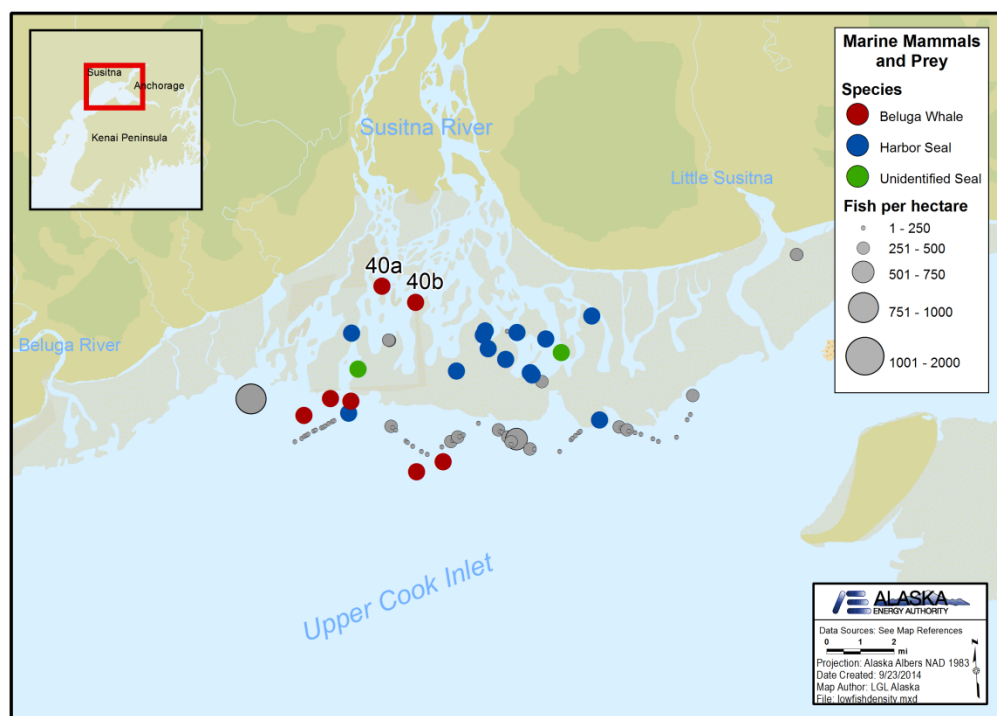 Susitna
Anchorage
Kenai Peninsula
Susitna River
Little Susitna
40a
40b
Beluga River
Upper Cook Inlet
Marine Mammals
and Prey
Species
Beluga Whale
Harbor Seal
Unidentified Seal
Fish per hectare
1 - 250
251 - 500
501 - 750
751 - 1000
1001 - 2000
ALASKA
ENERGY AUTHORITY
Data Sources: See Map References
0 1 2
mi
N
Projection: Alaska Albers NAD 1983
Date Created: 9/23/2014
Map Author: LGL Alaska
File: lowfishdensity.mxd